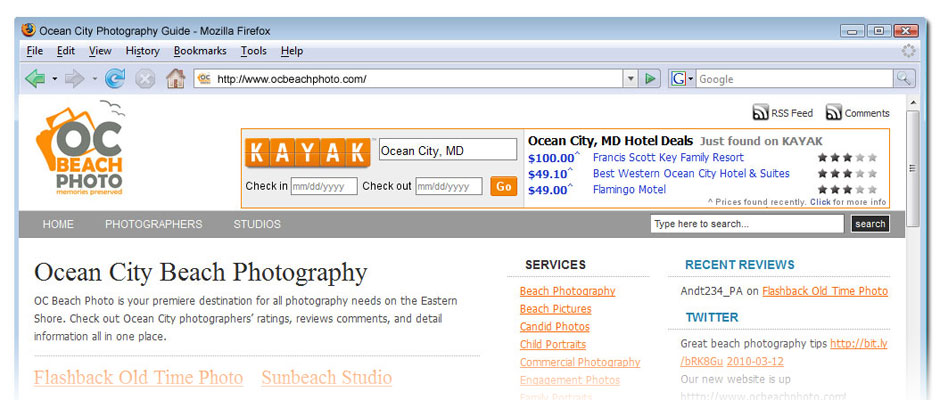 Ocean City Photography Guide - Mozilla Firefox
File Edit View History Bookmarks Tools Help
http://www.ocbeachphoto.com/
G Google
OC
BEACH
PHOTO
memories preserved
RSS Feed Comments
KAYAK
Ocean City, MD
Check in mm/dd/yyyy Check out mm/dd/yyyy Go
Ocean City, MD Hotel Deals Just found on KAYAK
$100.00^ Francis Scott Key Family Resort
$49.10^ Best Western Ocean City Hotel & Suites
$49.00^ Flamingo Motel
^ Prices found recently. Click for more info
HOME PHOTOGRAPHERS STUDIOS
Type here to search... search
Ocean City Beach Photography
OC Beach Photo is your premiere destination for all photography needs on the Eastern
Shore. Check out Ocean City photographers' ratings, reviews comments, and detail
information all in one place.
Flashback Old Time Photo Sunbeach Studio
SERVICES
Beach Photography
Beach Pictures
Candid Photos
Child Portraits
Commercial Photography
Engagement Photos
Family Portraits
RECENT REVIEWS
Andt234_PA on Flashback Old Time Photo
TWITTER
Great beach photography tips http://bit.ly
/bRK8Gu 2010-03-12
Our new website is up
htttp://www.ocbeachphoto.com!